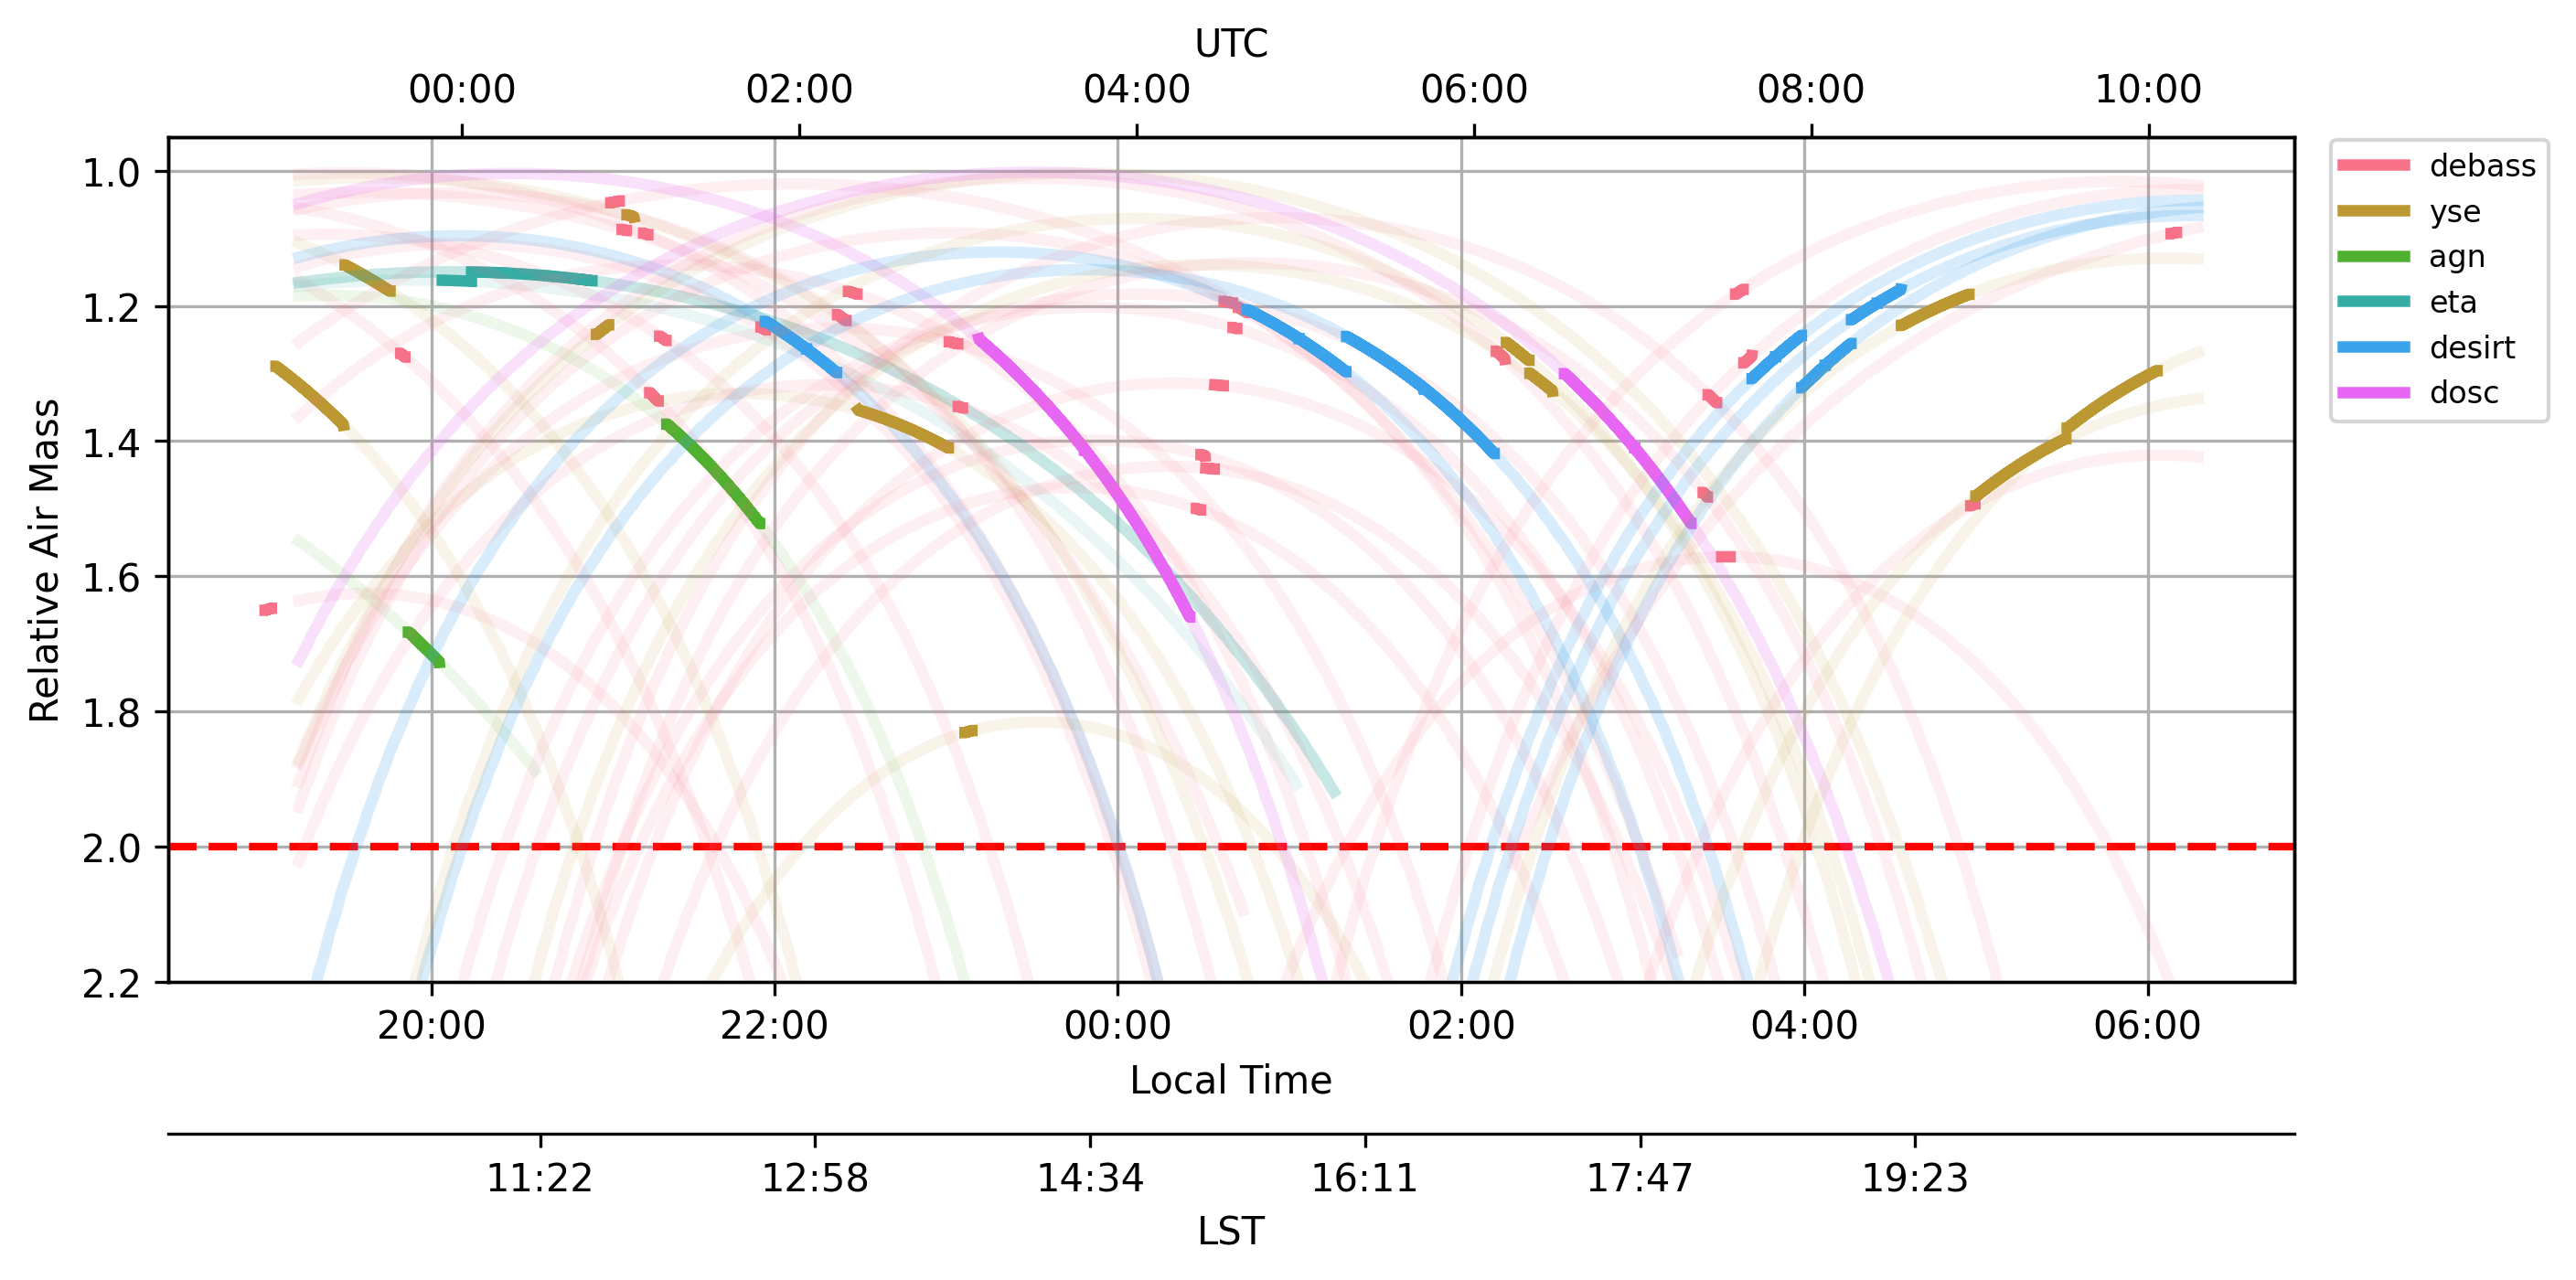 UTC
00:00 02:00 04:00 06:00 08:00 10:00
Relative Air Mass
1.0
1.2
1.4
1.6
1.8
2.0
2.2
debass
yse
agn
eta
desirt
dosc
20:00 22:00 00:00 02:00 04:00 06:00
Local Time
11:22 12:58 14:34 16:11 17:47 19:23
LST